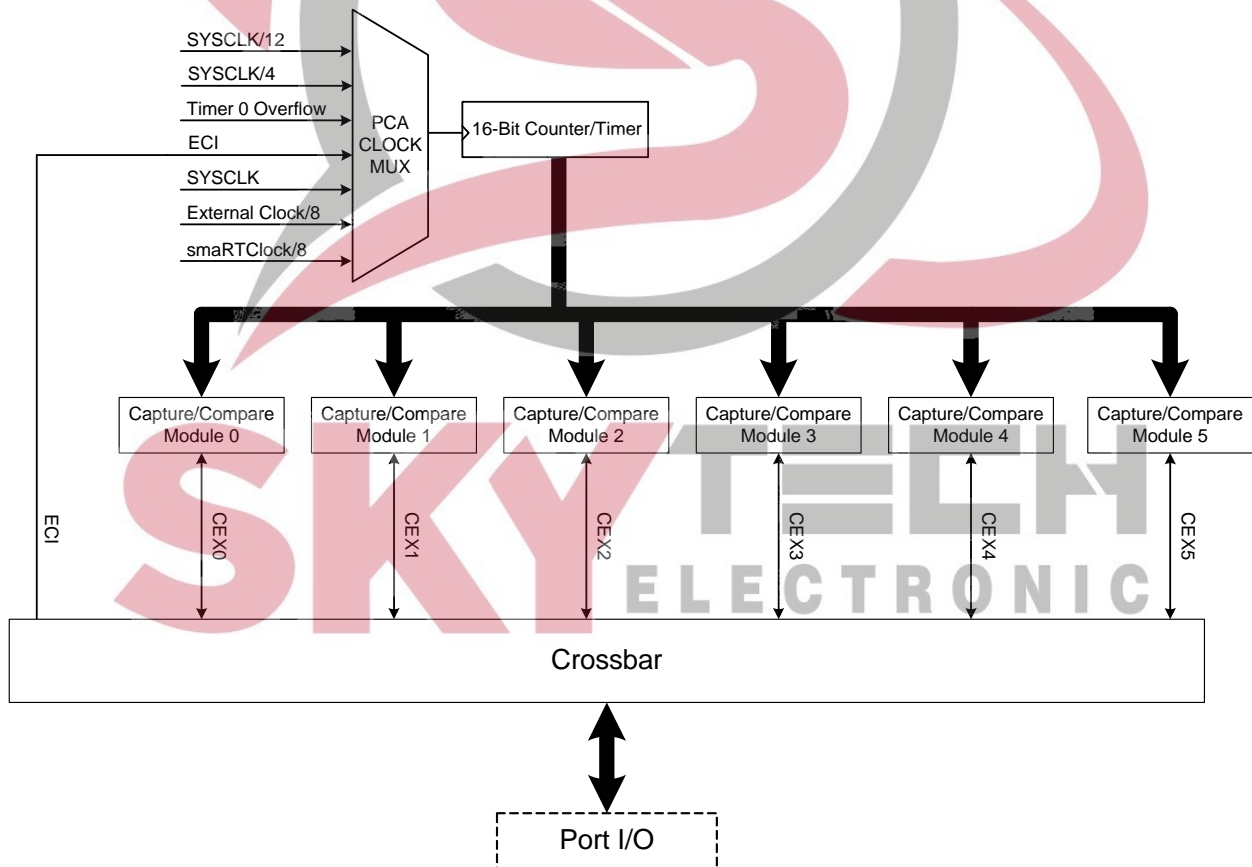 SYSCLK/12
SYSCLK/4
Timer 0 Overflow
ECI
SYSCLK
External Clock/8
smaRTClock/8
PCA
CLOCK
MUX
16-Bit Counter/Timer
Capture/Compare
Module 0
Capture/Compare
Module 1
Capture/Compare
Module 2
Capture/Compare
Module 3
Capture/Compare
Module 4
Capture/Compare
Module 5
ECI
CEX0
CEX1
CEX2
CEX3
CEX4
CEX5
SKY TECH
ELECTRONIC
Crossbar
Port I/O